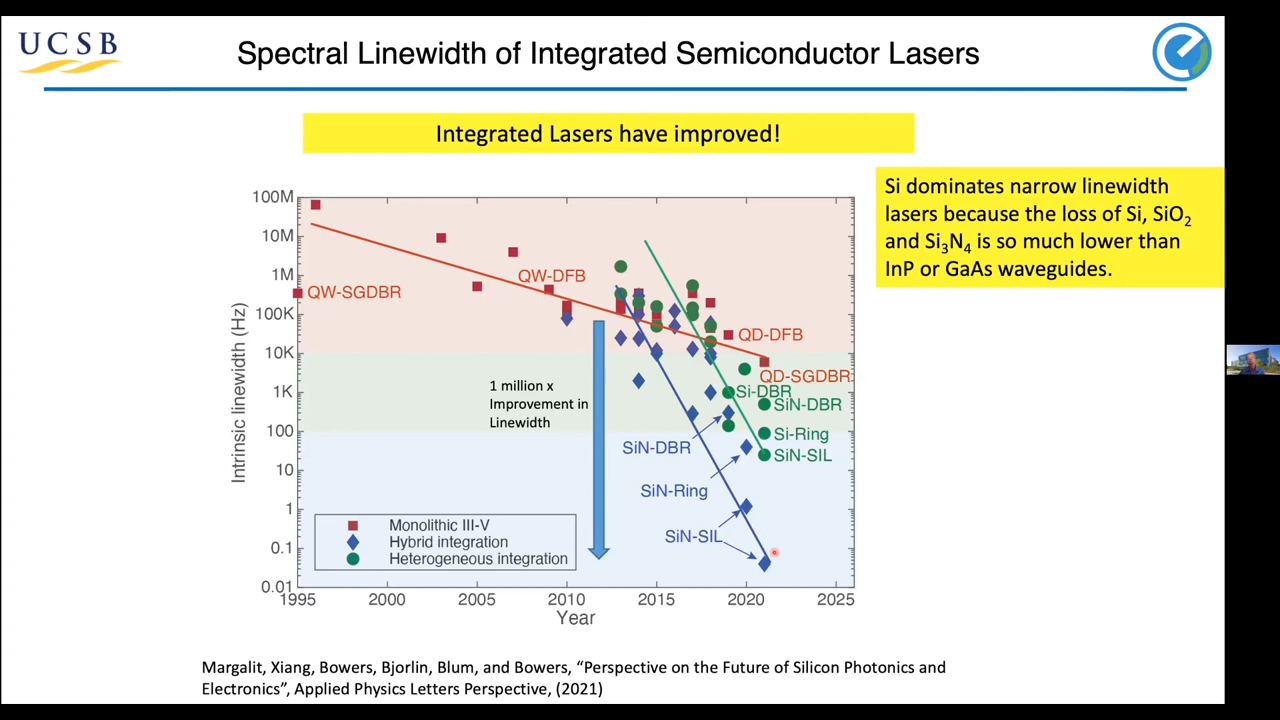 UCSB
Spectral Linewidth of Integrated Semiconductor Lasers
Integrated Lasers have improved!
Si dominates narrow linewidth
lasers because the loss of Si, SiO₂
and Si₃N₄ is so much lower than
InP or GaAs waveguides.
Intrinsic linewidth (Hz)
100M
10M
1M
100K
10K
1K
100
10
1
0.1
0.01
QW-SGDBR
QW-DFB
QD-DFB
QD-SGDBR
Si-DBR
SiN-DBR
Si-Ring
SiN-SIL
SiN-DBR
SiN-Ring
SiN-SIL
1 million x
Improvement in
Linewidth
Monolithic III-V
Hybrid integration
Heterogeneous integration
1995 2000 2005 2010 2015 2020 2025
Year
Margalit, Xiang, Bowers, Bjorlin, Blum, and Bowers, “Perspective on the Future of Silicon Photonics and
Electronics”, Applied Physics Letters Perspective, (2021)